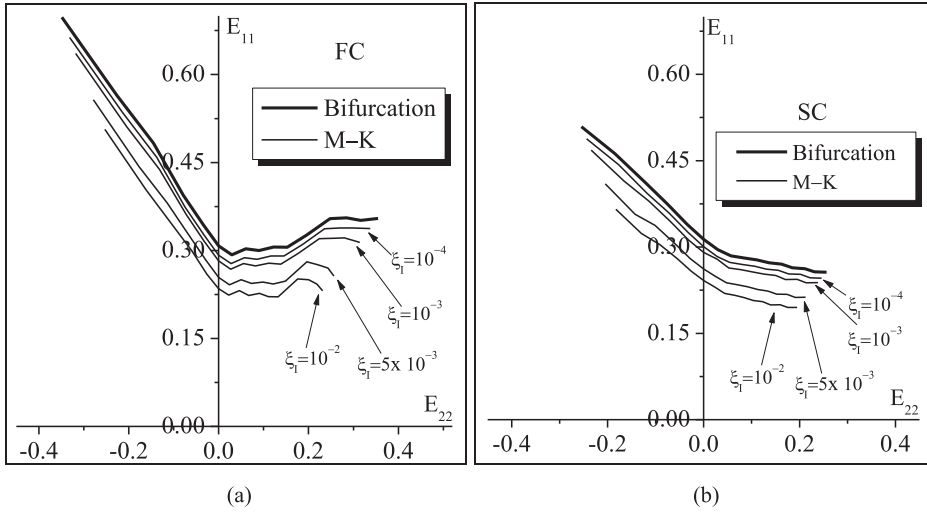 E11
FC
0.60
Bifurcation
M–K
0.45
0.30
ξI=10−4
ξI=10−3
0.15
ξI=10−2
ξI=5x 10−3
0.00
E22
-0.4 -0.2 0.0 0.2 0.4
(a)
E11
0.60
SC
Bifurcation
M–K
0.45
0.30
ξI=10−4
ξI=10−3
0.15
ξI=10−2
ξI=5x 10−3
0.00
E22
-0.4 -0.2 0.0 0.2 0.4
(b)